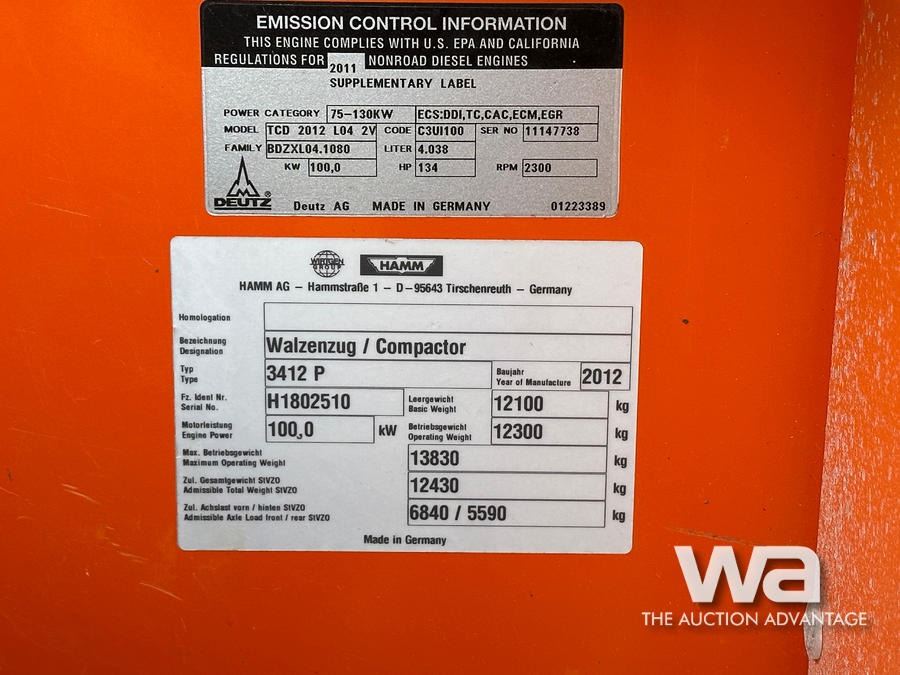 EMISSION CONTROL INFORMATION
THIS ENGINE COMPLIES WITH U.S. EPA AND CALIFORNIA
REGULATIONS FOR 2011 NONROAD DIESEL ENGINES
SUPPLEMENTARY LABEL
POWER CATEGORY 75-130KW ECS:DDI,TC,CAC,ECM,EGR
MODEL TCD 2012 L04 2V CODE C3UI100 SER NO 11147738
FAMILY BDZXL04.1080 LITER 4.038
KW 100,0 HP 134 RPM 2300
DEUTZ ® Deutz AG MADE IN GERMANY 01223389
WIRTGEN GROUP HAMM
HAMM AG – Hammstraße 1 – D–95643 Tirschenreuth – Germany
Homologation
Bezeichnung
Designation
Walzenzug / Compactor
Typ
Type
3412 P
Baujahr
Year of Manufacture
2012
Fz. Ident Nr.
Serial No.
H1802510
Leergewicht
Basic Weight
12100 kg
Motorleistung
Engine Power
100,0 kW
Betriebsgewicht
Operating Weight
12300 kg
Max. Betriebsgewicht
Maximum Operating Weight
13830 kg
Zul. Gesamtgewicht StVZO
Admissible Total Weight StVZO
12430 kg
Zul. Achslast vorn / hinten StVZO
Admissible Axle Load front / rear StVZO
6840 / 5590 kg
Made in Germany
wa
THE AUCTION ADVANTAGE